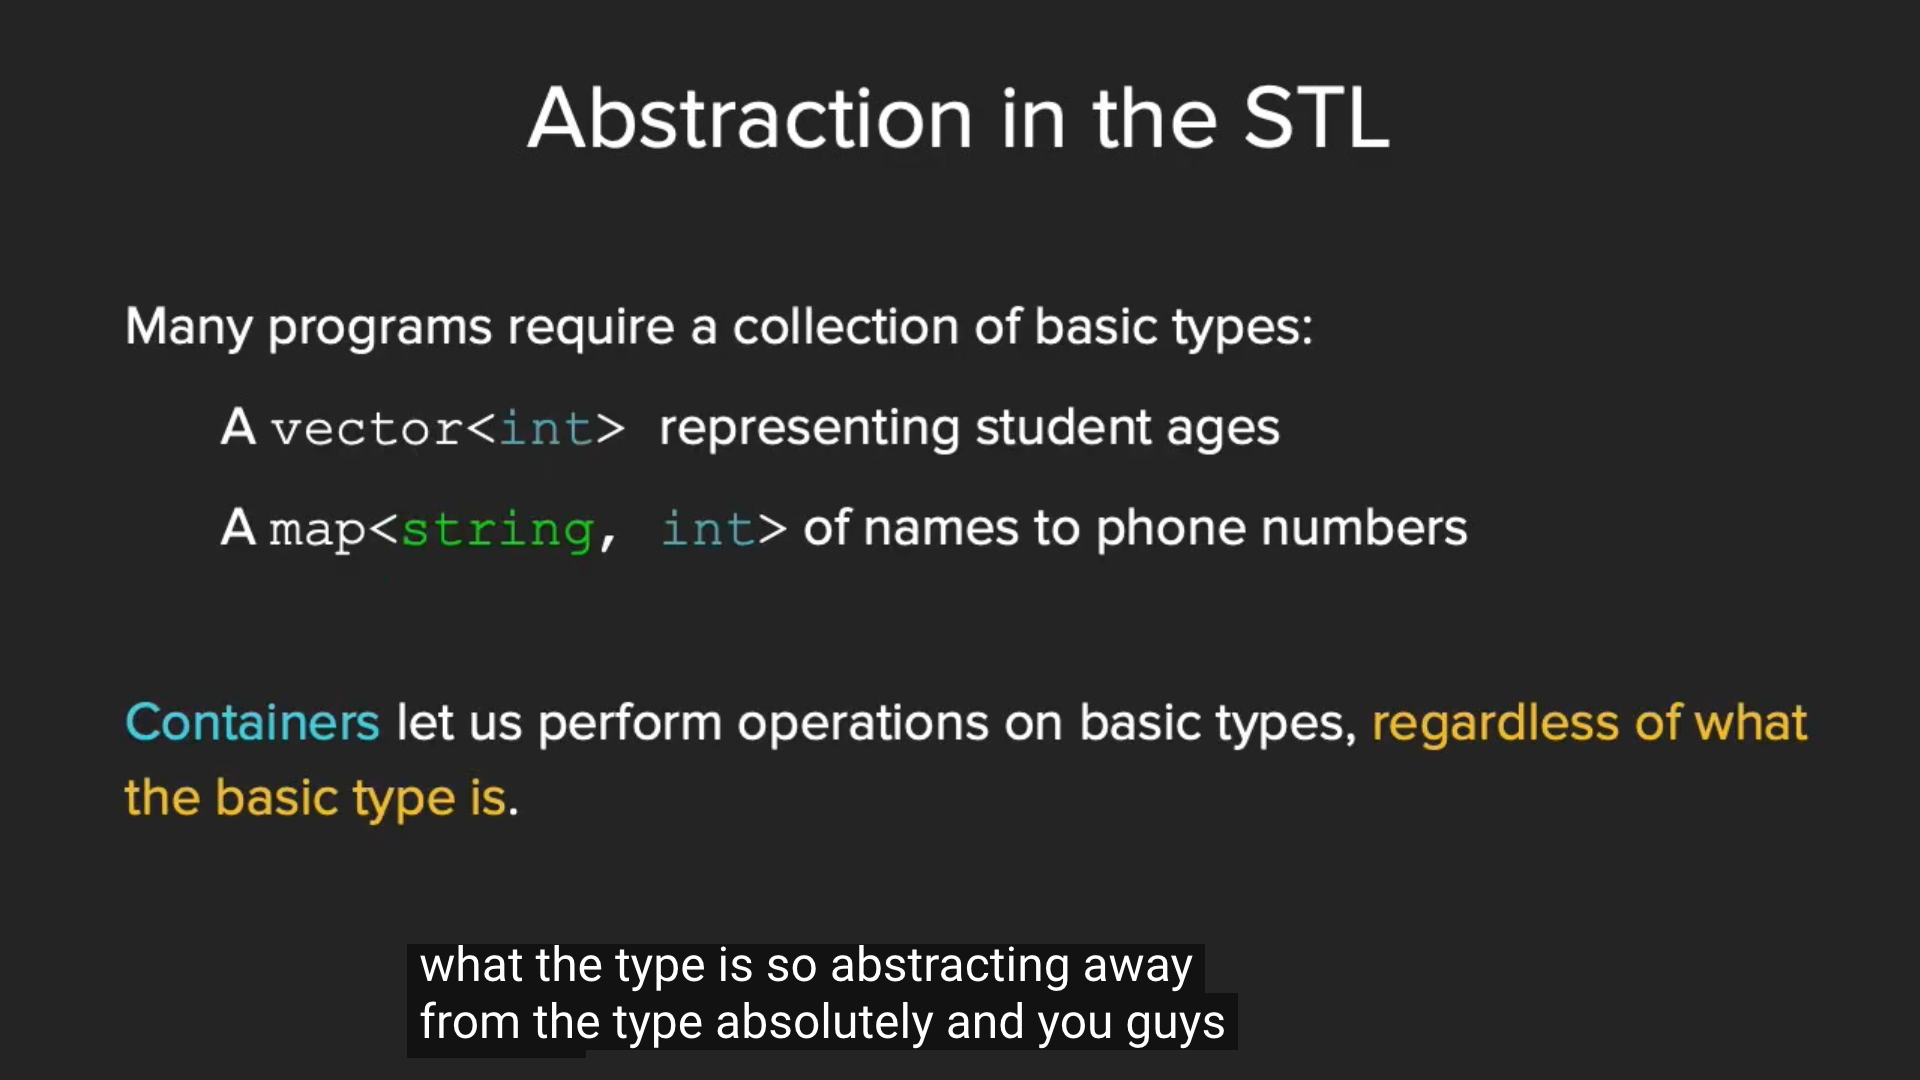 Abstraction in the STL
Many programs require a collection of basic types:
A vector<int> representing student ages
A map<string, int> of names to phone numbers
Containers let us perform operations on basic types, regardless of what
the basic type is.
what the type is so abstracting away
from the type absolutely and you guys